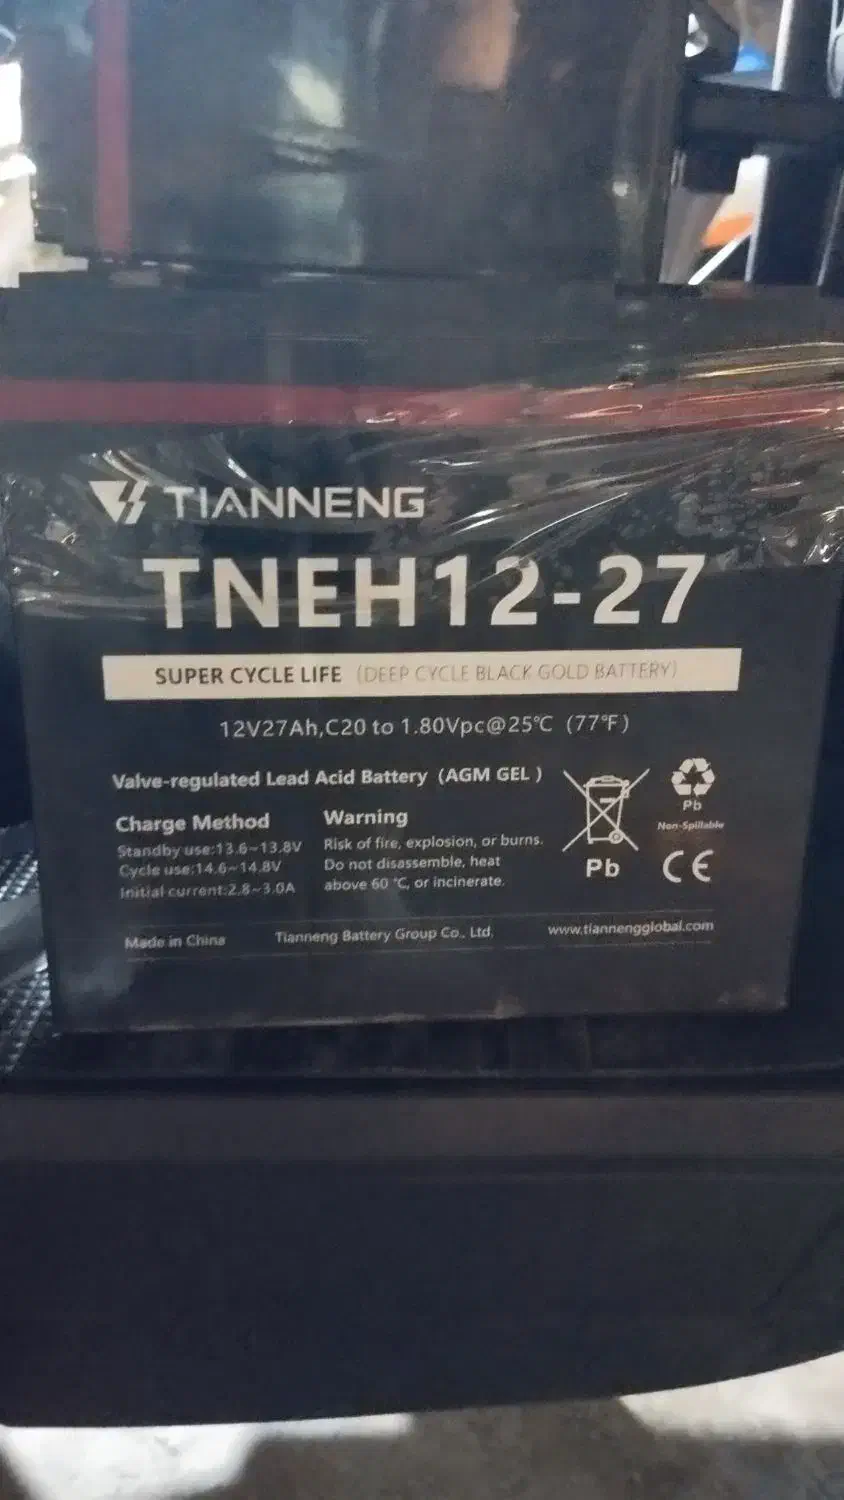 TIANNENG
TNEH12-27
SUPER CYCLE LIFE (DEEP CYCLE BLACK GOLD BATTERY)
12V27Ah,C20 to 1.80Vpc@25℃ (77℉)
Valve-regulated Lead Acid Battery (AGM GEL )
Charge Method
Standby use:13.6~13.8V
Cycle use:14.6~14.8V
Initial current:2.8~3.0A
Warning
Risk of fire, explosion, or burns.
Do not disassemble, heat
above 60 ℃, or incinerate.
Pb
Pb
Non-Spillable
CE
Made in China
Tianneng Battery Group Co., Ltd.
www.tiannengglobal.com